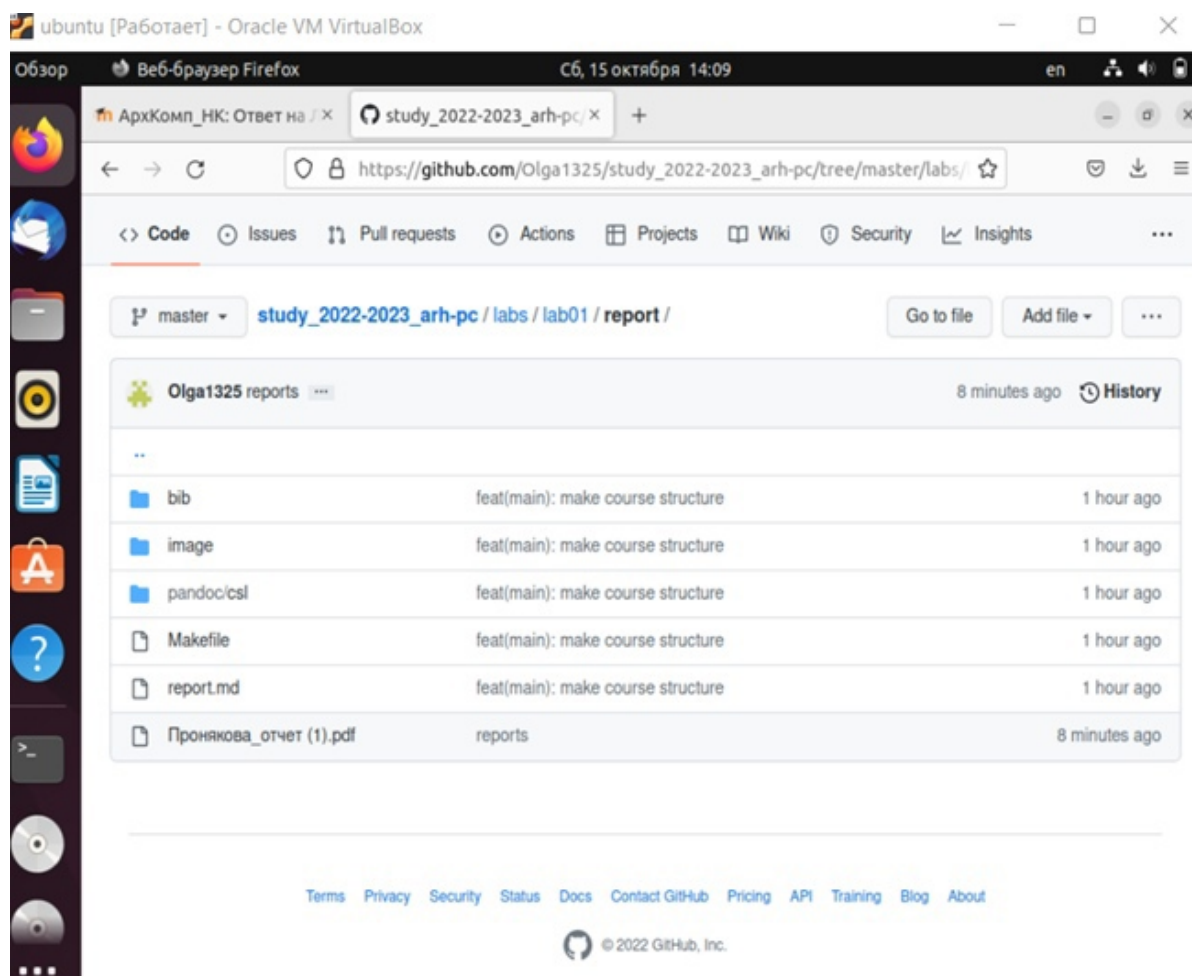 ubuntu [Работает] - Oracle VM VirtualBox
Обзор Веб-браузер Firefox Сб, 15 октября 14:09 en
АрхКомп_НК: Ответ на Л study_2022-2023_arh-pc/
https://github.com/Olga1325/study_2022-2023_arh-pc/tree/master/labs/
Code Issues Pull requests Actions Projects Wiki Security Insights
master study_2022-2023_arh-pc / labs / lab01 / report / Go to file Add file
Olga1325 reports 8 minutes ago History
..
bib feat(main): make course structure 1 hour ago
image feat(main): make course structure 1 hour ago
pandoc/csl feat(main): make course structure 1 hour ago
Makefile feat(main): make course structure 1 hour ago
report.md feat(main): make course structure 1 hour ago
Пронякова_отчет (1).pdf reports 8 minutes ago
Terms Privacy Security Status Docs Contact GitHub Pricing API Training Blog About
© 2022 GitHub, Inc.